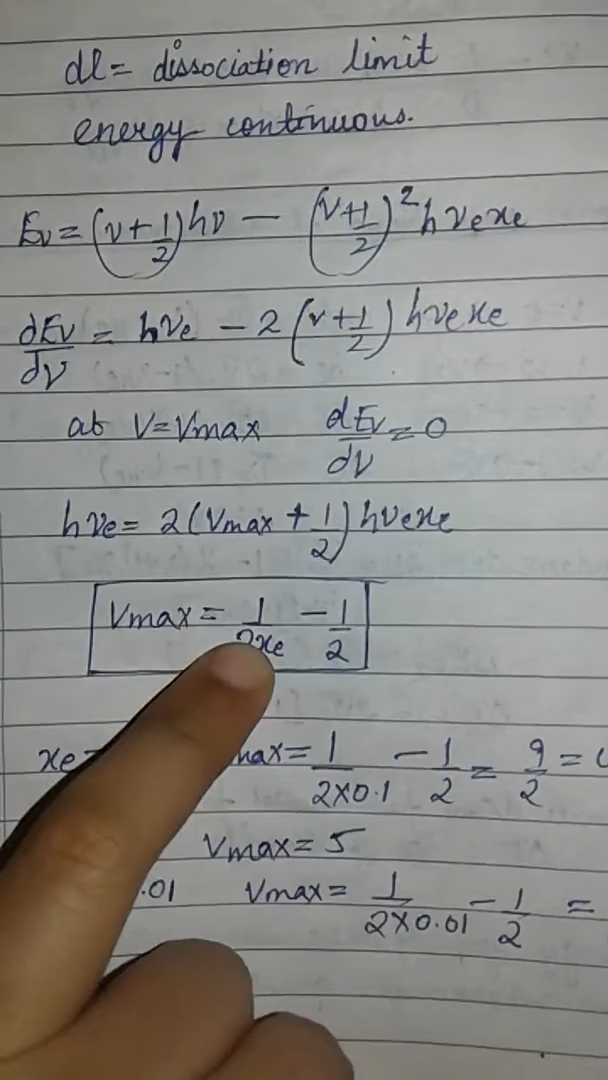 dl = dissociation limit
energy continuous.
Ev = (v + 1/2) hν − (v + 1/2)² hνexe
dEv/dv = hνe − 2 (v + 1/2) hνexe
at V = Vmax dEv/dv = 0
hνe = 2 (Vmax + 1/2) hνexe
Vmax = 1/2xe − 1/2
xe = max = 1/2×0.1 − 1/2 = 9/2 =
Vmax = 5
.01 Vmax = 1/2×0.01 − 1/2 =